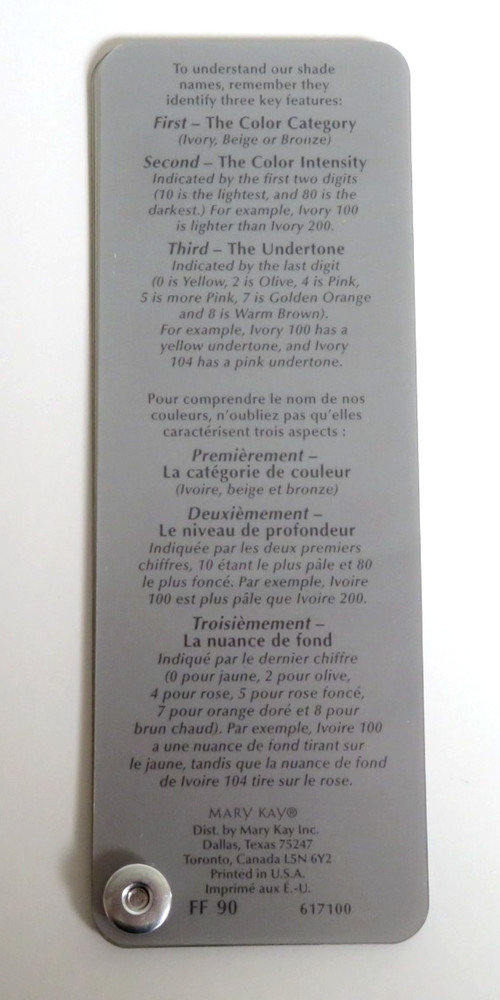 To understand our shade
names, remember they
identify three key features:
First – The Color Category
(Ivory, Beige or Bronze)
Second – The Color Intensity
Indicated by the first two digits
(10 is the lightest, and 80 is the
darkest.) For example, Ivory 100
is lighter than Ivory 200.
Third – The Undertone
Indicated by the last digit
(0 is Yellow, 2 is Olive, 4 is Pink,
5 is more Pink, 7 is Golden Orange
and 8 is Warm Brown).
For example, Ivory 100 has a
yellow undertone, and Ivory
104 has a pink undertone.
Pour comprendre le nom de nos
couleurs, n'oubliez pas qu'elles
caractérisent trois aspects :
Premièrement –
La catégorie de couleur
(Ivoire, beige et bronze)
Deuxièmement –
Le niveau de profondeur
Indiquée par les deux premiers
chiffres, 10 étant le plus pâle et 80
le plus foncé. Par exemple, Ivoire
100 est plus pâle que Ivoire 200.
Troisièmement –
La nuance de fond
Indiqué par le dernier chiffre
(0 pour jaune, 2 pour olive,
4 pour rose, 5 pour rose foncé,
7 pour orange doré et 8 pour
brun chaud). Par exemple, Ivoire 100
a une nuance de fond tirant sur
le jaune, tandis que la nuance de fond
de Ivoire 104 tire sur le rose.
MARY KAY®
Dist. by Mary Kay Inc.
Dallas, Texas 75247
Toronto, Canada L5N 6Y2
Printed in U.S.A.
Imprimé aux É.-U.
FF 90 617100